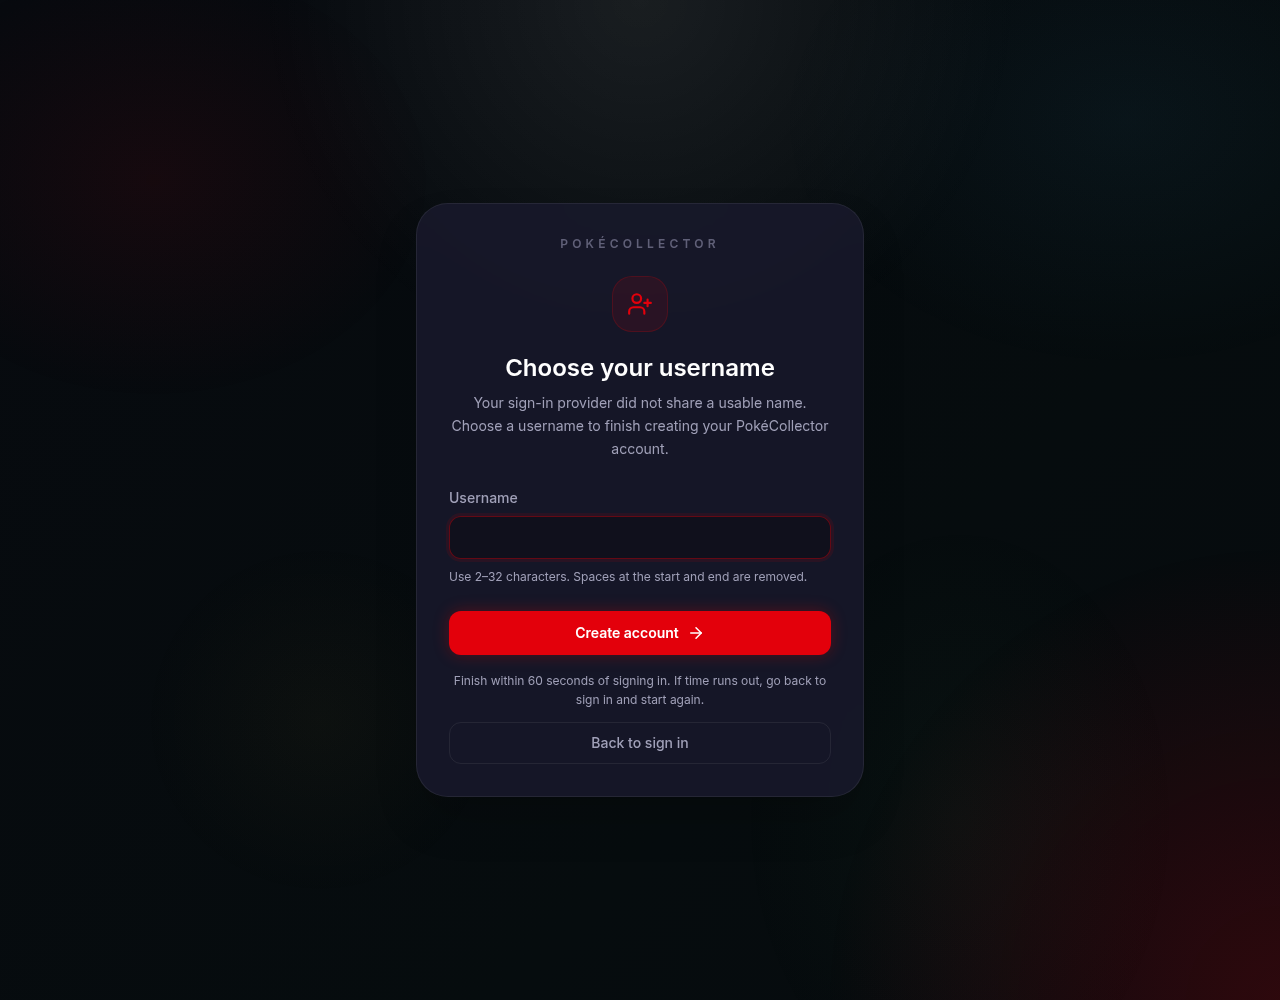 POKÉCOLLECTOR
Choose your username
Your sign-in provider did not share a usable name.
Choose a username to finish creating your PokéCollector
account.
Username
Use 2–32 characters. Spaces at the start and end are removed.
Create account
Finish within 60 seconds of signing in. If time runs out, go back to
sign in and start again.
Back to sign in